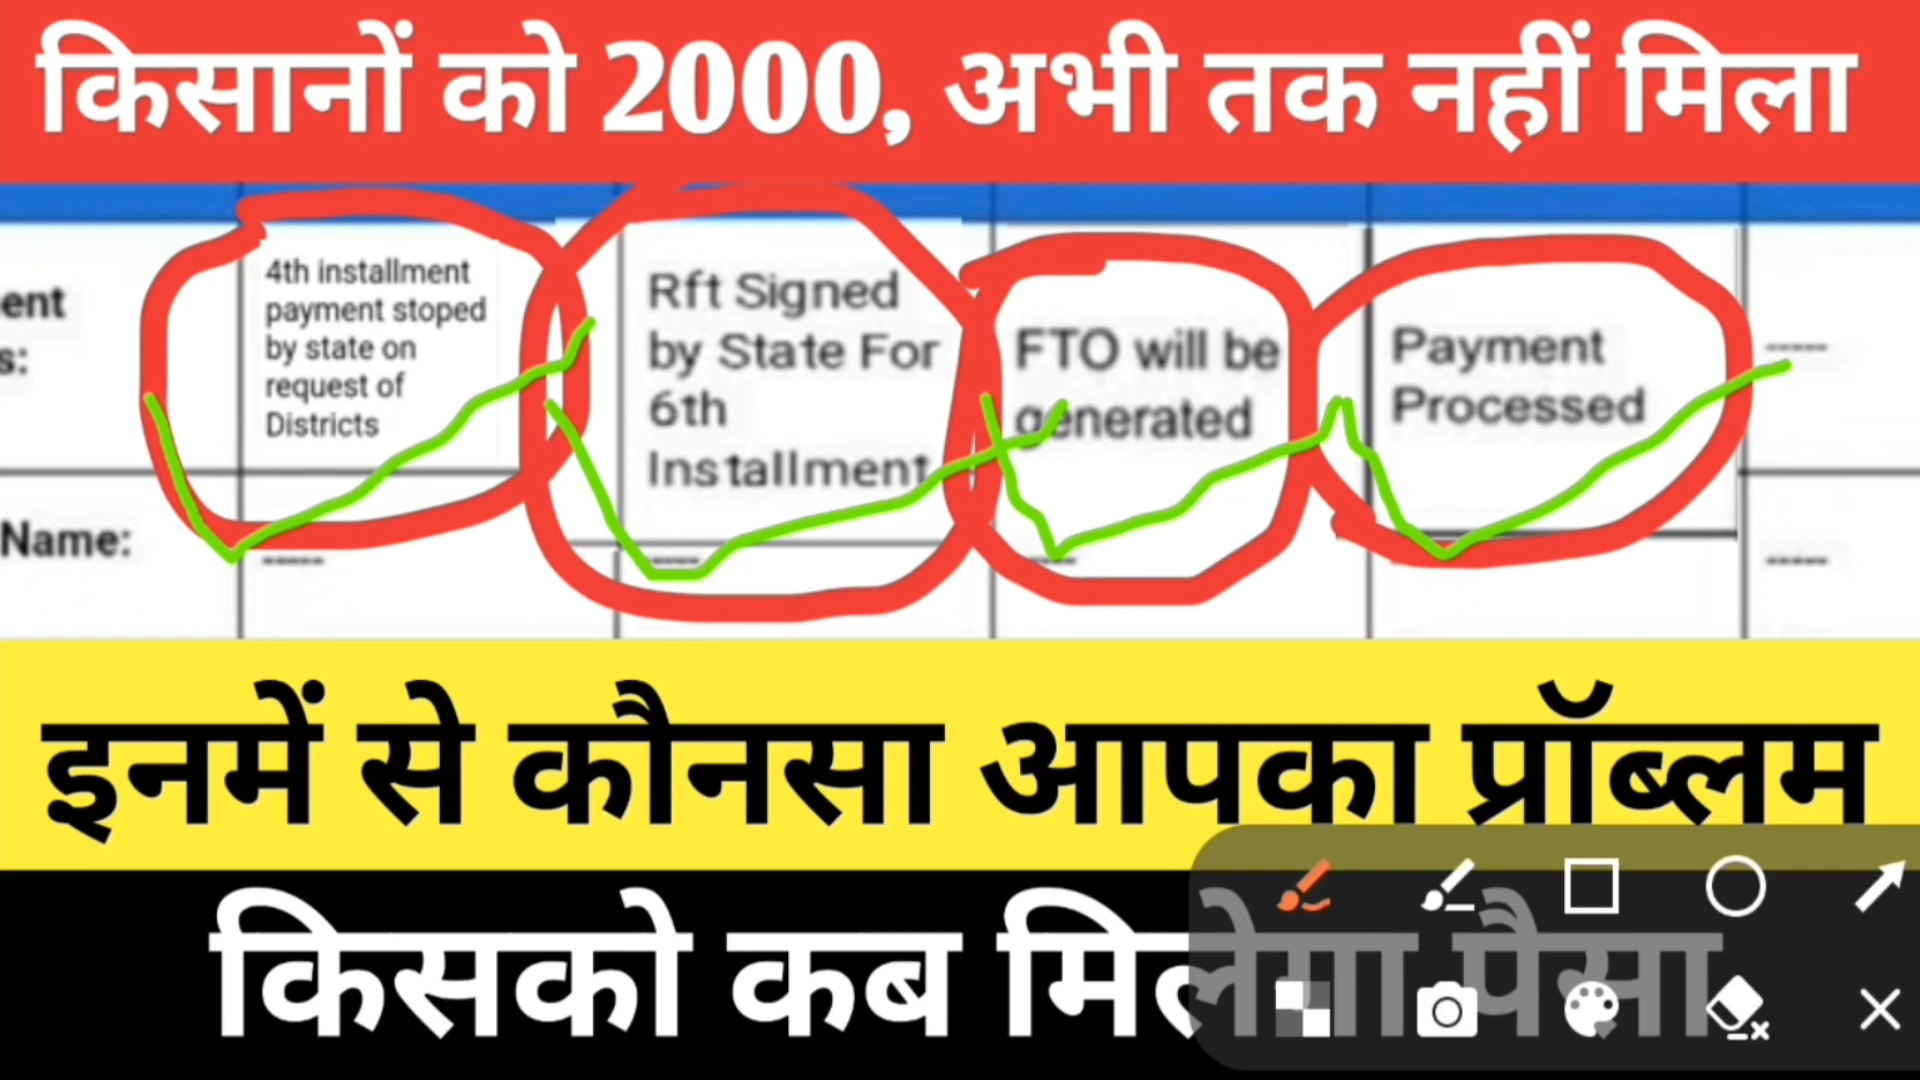 किसानों को 2000, अभी तक नहीं मिला
ent
s:
4th installment
payment stoped
by state on
request of
Districts
Rft Signed
by State For
6th
Installment
FTO will be
generated
Payment
Processed
-----
Name:
-----
-----
-----
-----
इनमें से कौनसा आपका प्रॉब्लम
किसको कब मिलेगा पैसा